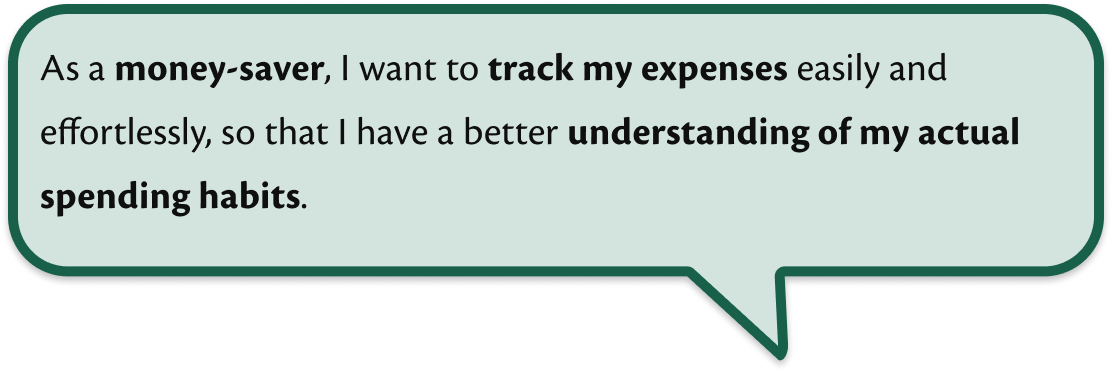 As a money-saver, I want to track my expenses easily and
effortlessly, so that I have a better understanding of my actual
spending habits.